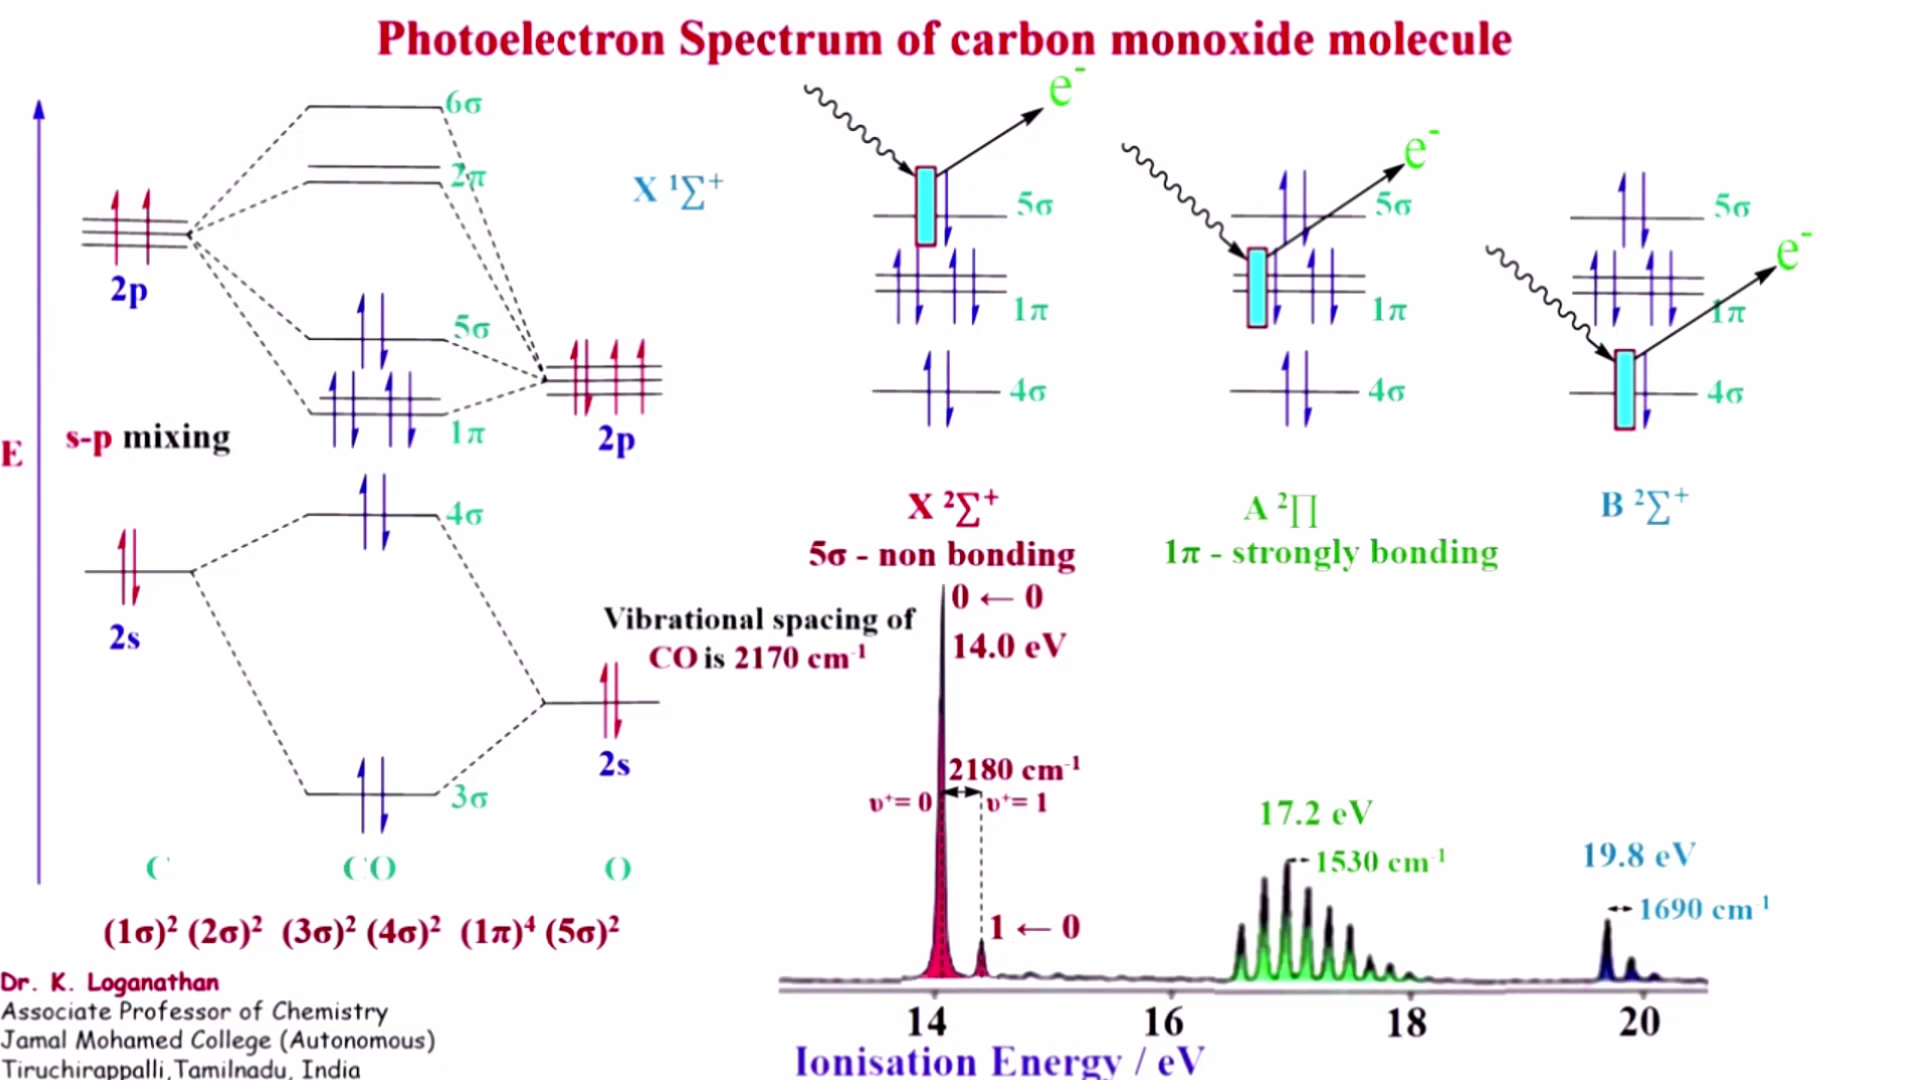 Photoelectron Spectrum of carbon monoxide molecule
6σ
2π
2p
5σ
1π
2p
E
s-p mixing
4σ
2s
2s
3σ
C
CO
O
(1σ)² (2σ)² (3σ)² (4σ)² (1π)⁴ (5σ)²
Dr. K. Loganathan
Associate Professor of Chemistry
Jamal Mohamed College (Autonomous)
Tiruchirappalli, Tamilnadu, India
X ¹Σ⁺
e⁻
5σ
1π
4σ
X ²Σ⁺
5σ - non bonding
e⁻
5σ
1π
4σ
A ²∏
1π - strongly bonding
e⁻
5σ
1π
4σ
B ²Σ⁺
Vibrational spacing of
CO is 2170 cm⁻¹
0 ← 0
14.0 eV
2180 cm⁻¹
υ⁺= 0
υ⁺= 1
1 ← 0
17.2 eV
1530 cm⁻¹
19.8 eV
1690 cm⁻¹
14 16 18 20
Ionisation Energy / eV